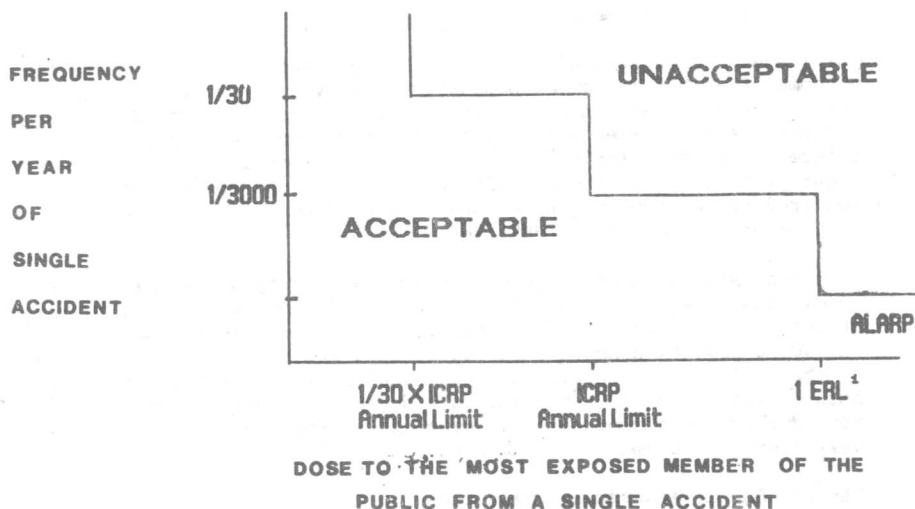 FREQUENCY
PER
YEAR
OF
SINGLE
ACCIDENT
1/30
1/3000
UNACCEPTABLE
ACCEPTABLE
ALARP
1/30 X ICRP
Annual Limit
ICRP
Annual Limit
1 ERL¹
DOSE TO THE MOST EXPOSED MEMBER OF THE
PUBLIC FROM A SINGLE ACCIDENT